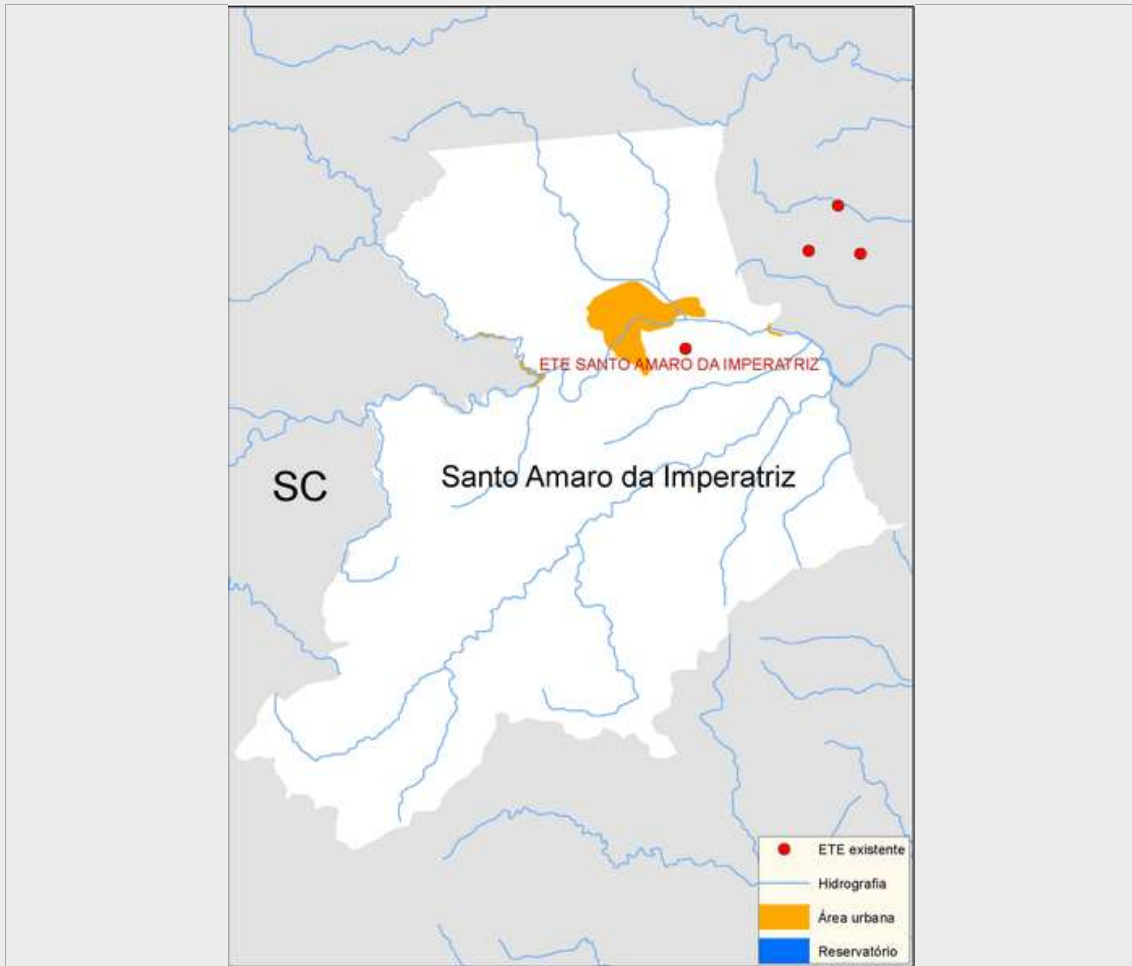 ETE SANTO AMARO DA IMPERATRIZ
SC
Santo Amaro da Imperatriz
ETE existente
Hidrografia
Área urbana
Reservatório